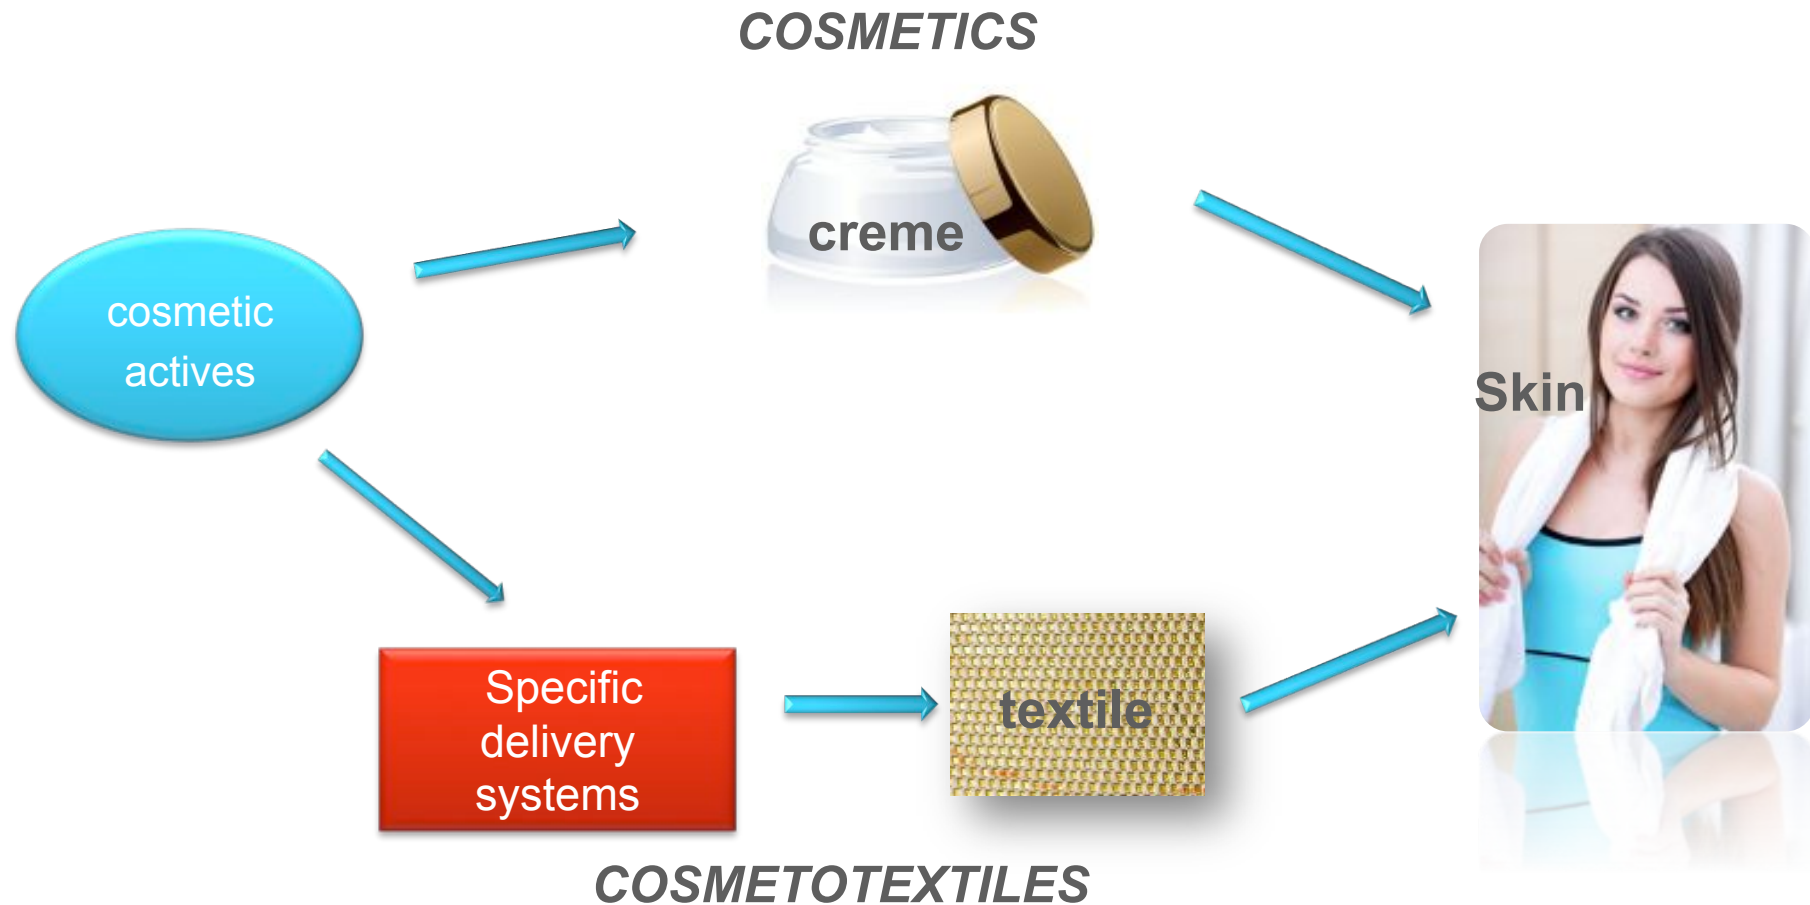 COSMETICS
creme
cosmetic
actives
Skin
Specific
delivery
systems
textile
COSMETOTEXTILES